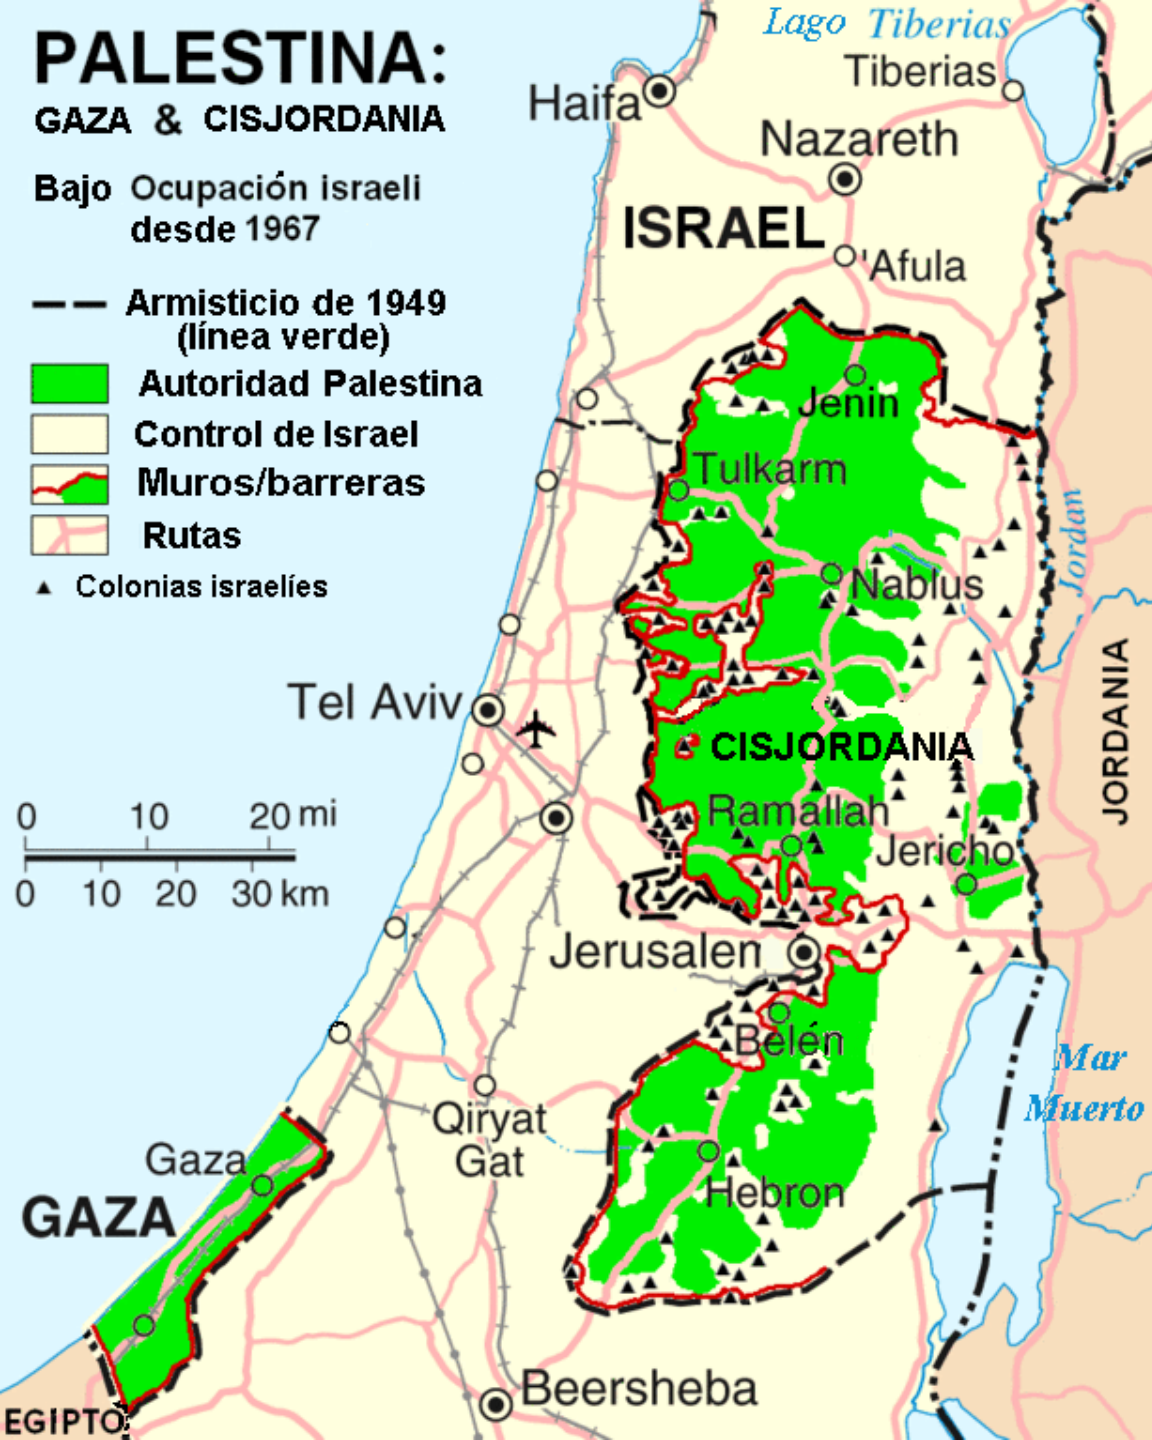 PALESTINA:
GAZA & CISJORDANIA
Bajo Ocupación israeli
desde 1967
Armisticio de 1949
(línea verde)
Autoridad Palestina
Control de Israel
Muros/barreras
Rutas
Colonias israelíes
Lago Tiberias
Tiberias
Haifa
Nazareth
ISRAEL
'Afula
Jenin
Tulkarm
Jordan
Nablus
JORDANIA
Tel Aviv
CISJORDANIA
0 10 20 mi
0 10 20 30 km
Ramallah
Jericho
Jerusalem
Belén
Mar
Muerto
Qiryat
Gat
Gaza
GAZA
Hebron
Beersheba
EGIPTO